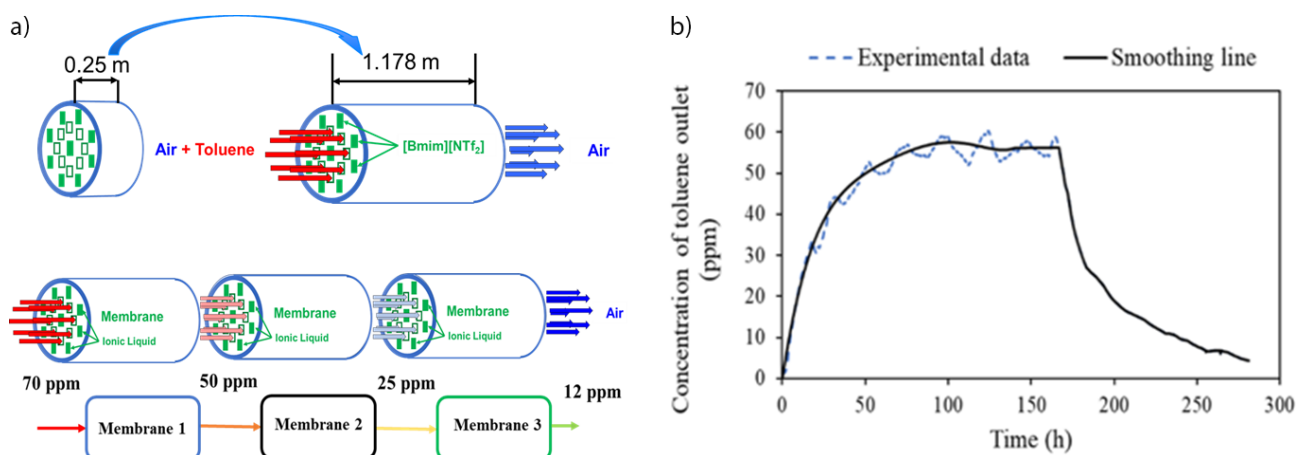 a)
0.25 m
1.178 m
Air + Toluene
[Bmim][NTf₂]
Air
Membrane
Ionic Liquid
Membrane
Ionic Liquid
Membrane
Ionic Liquid
Air
70 ppm
50 ppm
25 ppm
12 ppm
Membrane 1
Membrane 2
Membrane 3
b)
Experimental data
Smoothing line
Concentration of toluene outlet
(ppm)
70
60
50
40
30
20
10
0
0 50 100 150 200 250 300
Time (h)